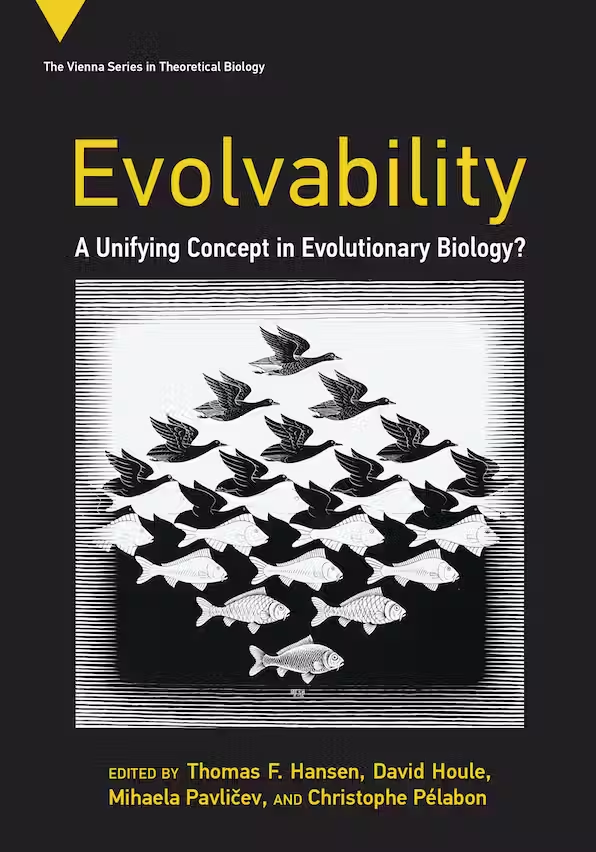 The Vienna Series in Theoretical Biology
Evolvability
A Unifying Concept in Evolutionary Biology?
EDITED BY Thomas F. Hansen, David Houle,
Mihaela Pavličev, AND Christophe Pélabon